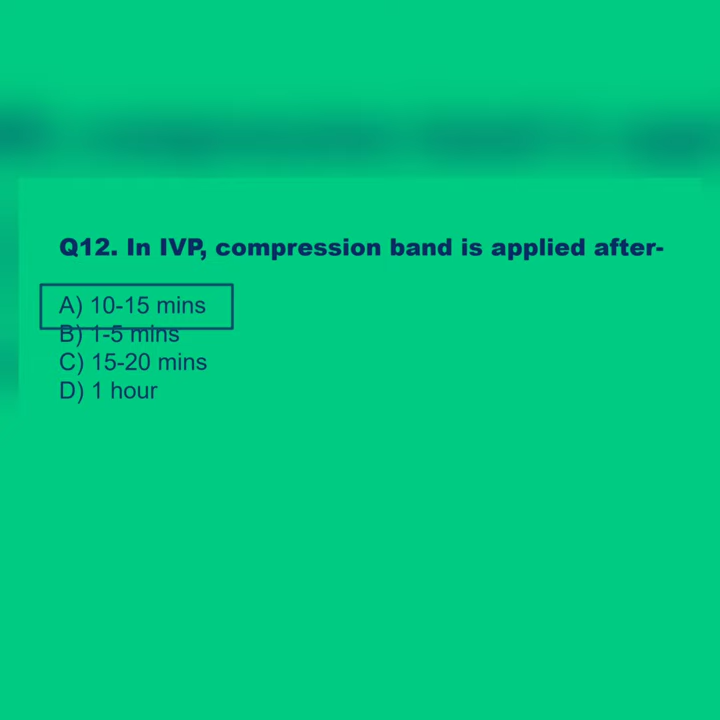 Q12. In IVP, compression band is applied after-
A) 10-15 mins
B) 1-5 mins
C) 15-20 mins
D) 1 hour